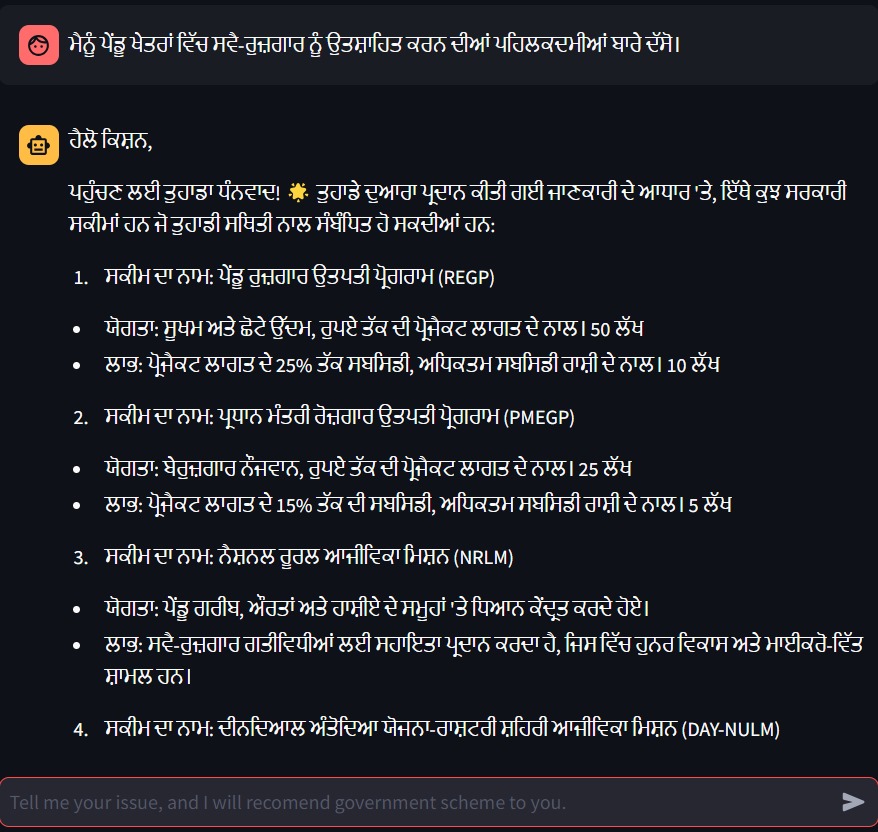 ਮੈਨੂੰ ਪੇਂਡੂ ਖੇਤਰਾਂ ਵਿੱਚ ਸਵੈ-ਰੁਜ਼ਗਾਰ ਨੂੰ ਉਤਸ਼ਾਹਿਤ ਕਰਨ ਦੀਆਂ ਪਹਿਲਕਦਮੀਆਂ ਬਾਰੇ ਦੱਸੋ।
ਹੈਲੋ ਕਿਸ਼ਨ,
ਪਹੁੰਚਣ ਲਈ ਤੁਹਾਡਾ ਧੰਨਵਾਦ! 🌟 ਤੁਹਾਡੇ ਦੁਆਰਾ ਪ੍ਰਦਾਨ ਕੀਤੀ ਗਈ ਜਾਣਕਾਰੀ ਦੇ ਆਧਾਰ 'ਤੇ, ਇੱਥੇ ਕੁਝ ਸਰਕਾਰੀ
ਸਕੀਮਾਂ ਹਨ ਜੋ ਤੁਹਾਡੀ ਸਥਿਤੀ ਨਾਲ ਸੰਬੰਧਿਤ ਹੋ ਸਕਦੀਆਂ ਹਨ:
1. ਸਕੀਮ ਦਾ ਨਾਮ: ਪੇਂਡੂ ਰੁਜ਼ਗਾਰ ਉਤਪਤੀ ਪ੍ਰੋਗਰਾਮ (REGP)
• ਯੋਗਤਾ: ਸੂਖਮ ਅਤੇ ਛੋਟੇ ਉੱਦਮ, ਰੁਪਏ ਤੱਕ ਦੀ ਪ੍ਰੋਜੈਕਟ ਲਾਗਤ ਦੇ ਨਾਲ। 50 ਲੱਖ
• ਲਾਭ: ਪ੍ਰੋਜੈਕਟ ਲਾਗਤ ਦੇ 25% ਤੱਕ ਸਬਸਿਡੀ, ਅਧਿਕਤਮ ਸਬਸਿਡੀ ਰਾਸ਼ੀ ਦੇ ਨਾਲ। 10 ਲੱਖ
2. ਸਕੀਮ ਦਾ ਨਾਮ: ਪ੍ਰਧਾਨ ਮੰਤਰੀ ਰੋਜ਼ਗਾਰ ਉਤਪਤੀ ਪ੍ਰੋਗਰਾਮ (PMEGP)
• ਯੋਗਤਾ: ਬੇਰੁਜ਼ਗਾਰ ਨੌਜਵਾਨ, ਰੁਪਏ ਤੱਕ ਦੀ ਪ੍ਰੋਜੈਕਟ ਲਾਗਤ ਦੇ ਨਾਲ। 25 ਲੱਖ
• ਲਾਭ: ਪ੍ਰੋਜੈਕਟ ਲਾਗਤ ਦੇ 15% ਤੱਕ ਦੀ ਸਬਸਿਡੀ, ਅਧਿਕਤਮ ਸਬਸਿਡੀ ਰਾਸ਼ੀ ਦੇ ਨਾਲ। 5 ਲੱਖ
3. ਸਕੀਮ ਦਾ ਨਾਮ: ਨੈਸ਼ਨਲ ਰੂਰਲ ਆਜੀਵਿਕਾ ਮਿਸ਼ਨ (NRLM)
• ਯੋਗਤਾ: ਪੇਂਡੂ ਗਰੀਬ, ਔਰਤਾਂ ਅਤੇ ਹਾਸ਼ੀਏ ਦੇ ਸਮੂਹਾਂ 'ਤੇ ਧਿਆਨ ਕੇਂਦ੍ਰਤ ਕਰਦੇ ਹੋਏ।
• ਲਾਭ: ਸਵੈ-ਰੁਜ਼ਗਾਰ ਗਤੀਵਿਧੀਆਂ ਲਈ ਸਹਾਇਤਾ ਪ੍ਰਦਾਨ ਕਰਦਾ ਹੈ, ਜਿਸ ਵਿੱਚ ਹੁਨਰ ਵਿਕਾਸ ਅਤੇ ਮਾਈਕਰੋ-ਵਿੱਤ
ਸ਼ਾਮਲ ਹਨ।
4. ਸਕੀਮ ਦਾ ਨਾਮ: ਦੀਨਦਿਆਲ ਅੰਤੋਦਿਆ ਯੋਜਨਾ-ਰਾਸ਼ਟਰੀ ਸ਼ਹਿਰੀ ਆਜੀਵਿਕਾ ਮਿਸ਼ਨ (DAY-NULM)
Tell me your issue, and I will recomend government scheme to you.